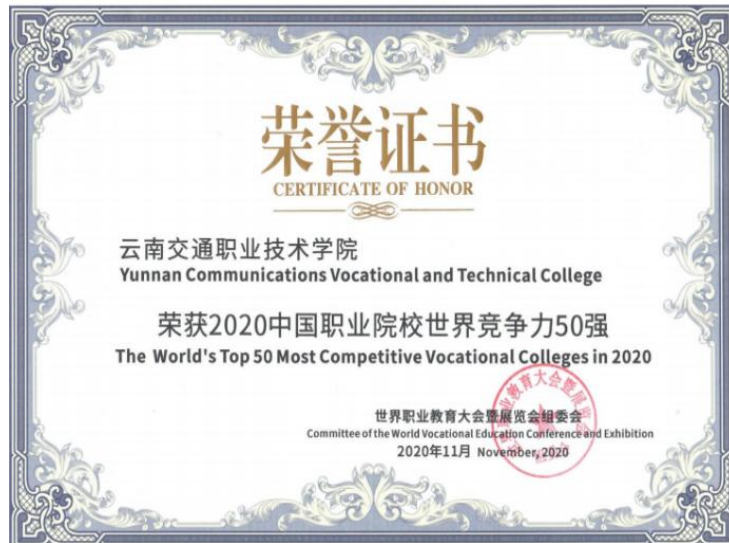 荣誉证书
CERTIFICATE OF HONOR
云南交通职业技术学院
Yunnan Communications Vocational and Technical College
荣获2020中国职业院校世界竞争力50强
The World's Top 50 Most Competitive Vocational Colleges in 2020
世界职业教育大会暨展览会组委会
Committee of the World Vocational Education Conference and Exhibition
2020年11月 November, 2020